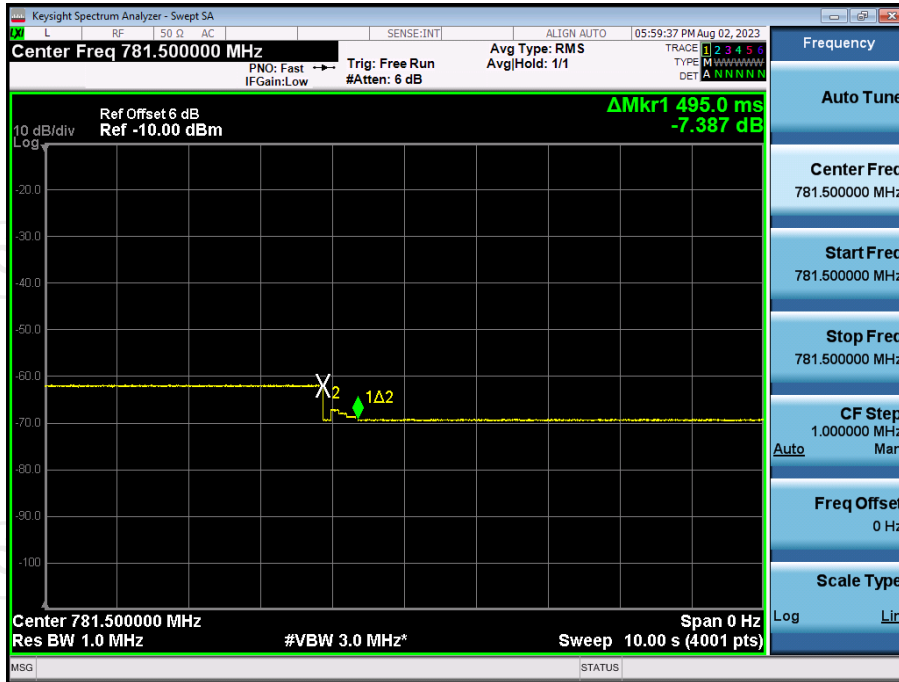 Keysight Spectrum Analyzer - Swept SA
LXI L RF 50 Ω AC SENSE:INT ALIGN AUTO 05:59:37 PM Aug 02, 2023
Center Freq 781.500000 MHz
PNO: Fast
IFGain:Low
Trig: Free Run
#Atten: 6 dB
Avg Type: RMS
Avg|Hold: 1/1
TRACE 1 2 3 4 5 6
TYPE M WWWWW
DET A N N N N N
ΔMkr1 495.0 ms
-7.387 dB
Ref Offset 6 dB
10 dB/div Ref -10.00 dBm
Log
-20.0
-30.0
-40.0
-50.0
-60.0
-70.0
-80.0
-90.0
-100
2
1Δ2
Center 781.500000 MHz Span 0 Hz
Res BW 1.0 MHz #VBW 3.0 MHz* Sweep 10.00 s (4001 pts)
MSG STATUS
Frequency
Auto Tune
Center Freq
781.500000 MHz
Start Freq
781.500000 MHz
Stop Freq
781.500000 MHz
CF Step
1.000000 MHz
Auto Man
Freq Offset
0 Hz
Scale Type
Log Lin